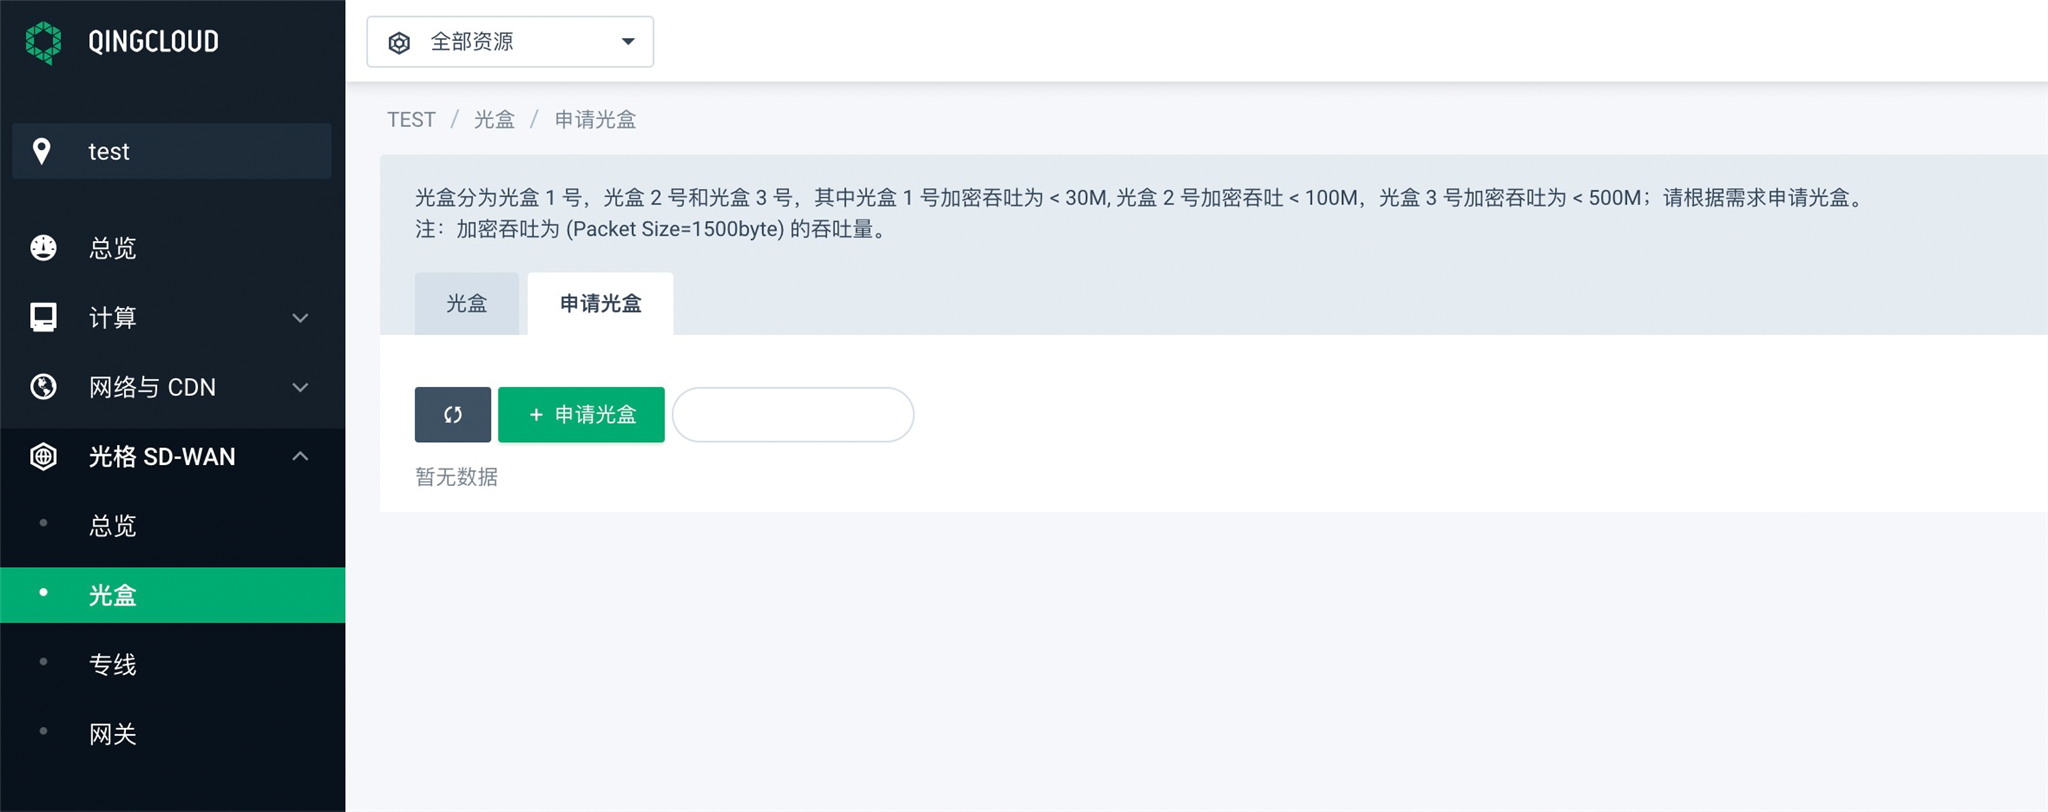 QINGCLOUD
全部资源
test
总览
计算
网络与 CDN
光格 SD-WAN
总览
光盒
专线
网关
TEST / 光盒 / 申请光盒
光盒分为光盒 1 号，光盒 2 号和光盒 3 号，其中光盒 1 号加密吞吐为 < 30M, 光盒 2 号加密吞吐 < 100M，光盒 3 号加密吞吐为 < 500M；请根据需求申请光盒。
注：加密吞吐为 (Packet Size=1500byte) 的吞吐量。
光盒
申请光盒
+ 申请光盒
暂无数据